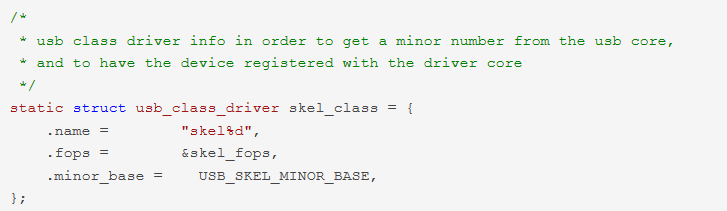 /*
 * usb class driver info in order to get a minor number from the usb core,
 * and to have the device registered with the driver core
 */
static struct usb_class_driver skel_class = {
    .name =         "skel%d",
    .fops =         &skel_fops,
    .minor_base =    USB_SKEL_MINOR_BASE,
};